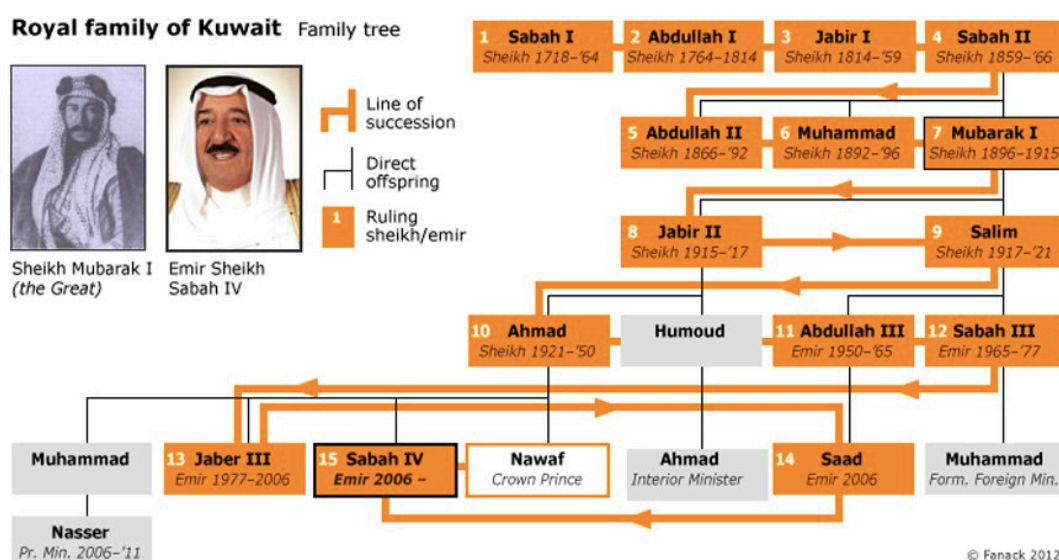 Royal family of Kuwait Family tree
Line of
succession
Direct
offspring
1 Ruling
sheikh/emir
Sheikh Mubarak I
(the Great)
Emir Sheikh
Sabah IV
1 Sabah I
Sheikh 1718–'64
2 Abdullah I
Sheikh 1764–1814
3 Jabir I
Sheikh 1814–'59
4 Sabah II
Sheikh 1859–'66
5 Abdullah II
Sheikh 1866–'92
6 Muhammad
Sheikh 1892–'96
7 Mubarak I
Sheikh 1896–1915
8 Jabir II
Sheikh 1915–'17
9 Salim
Sheikh 1917–'21
10 Ahmad
Sheikh 1921–'50
Humoud
11 Abdullah III
Emir 1950–'65
12 Sabah III
Emir 1965–'77
Muhammad
13 Jaber III
Emir 1977–2006
15 Sabah IV
Emir 2006 –
Nawaf
Crown Prince
Ahmad
Interior Minister
14 Saad
Emir 2006
Muhammad
Form. Foreign Min.
Nasser
Pr. Min. 2006–'11
© Fanack 2012